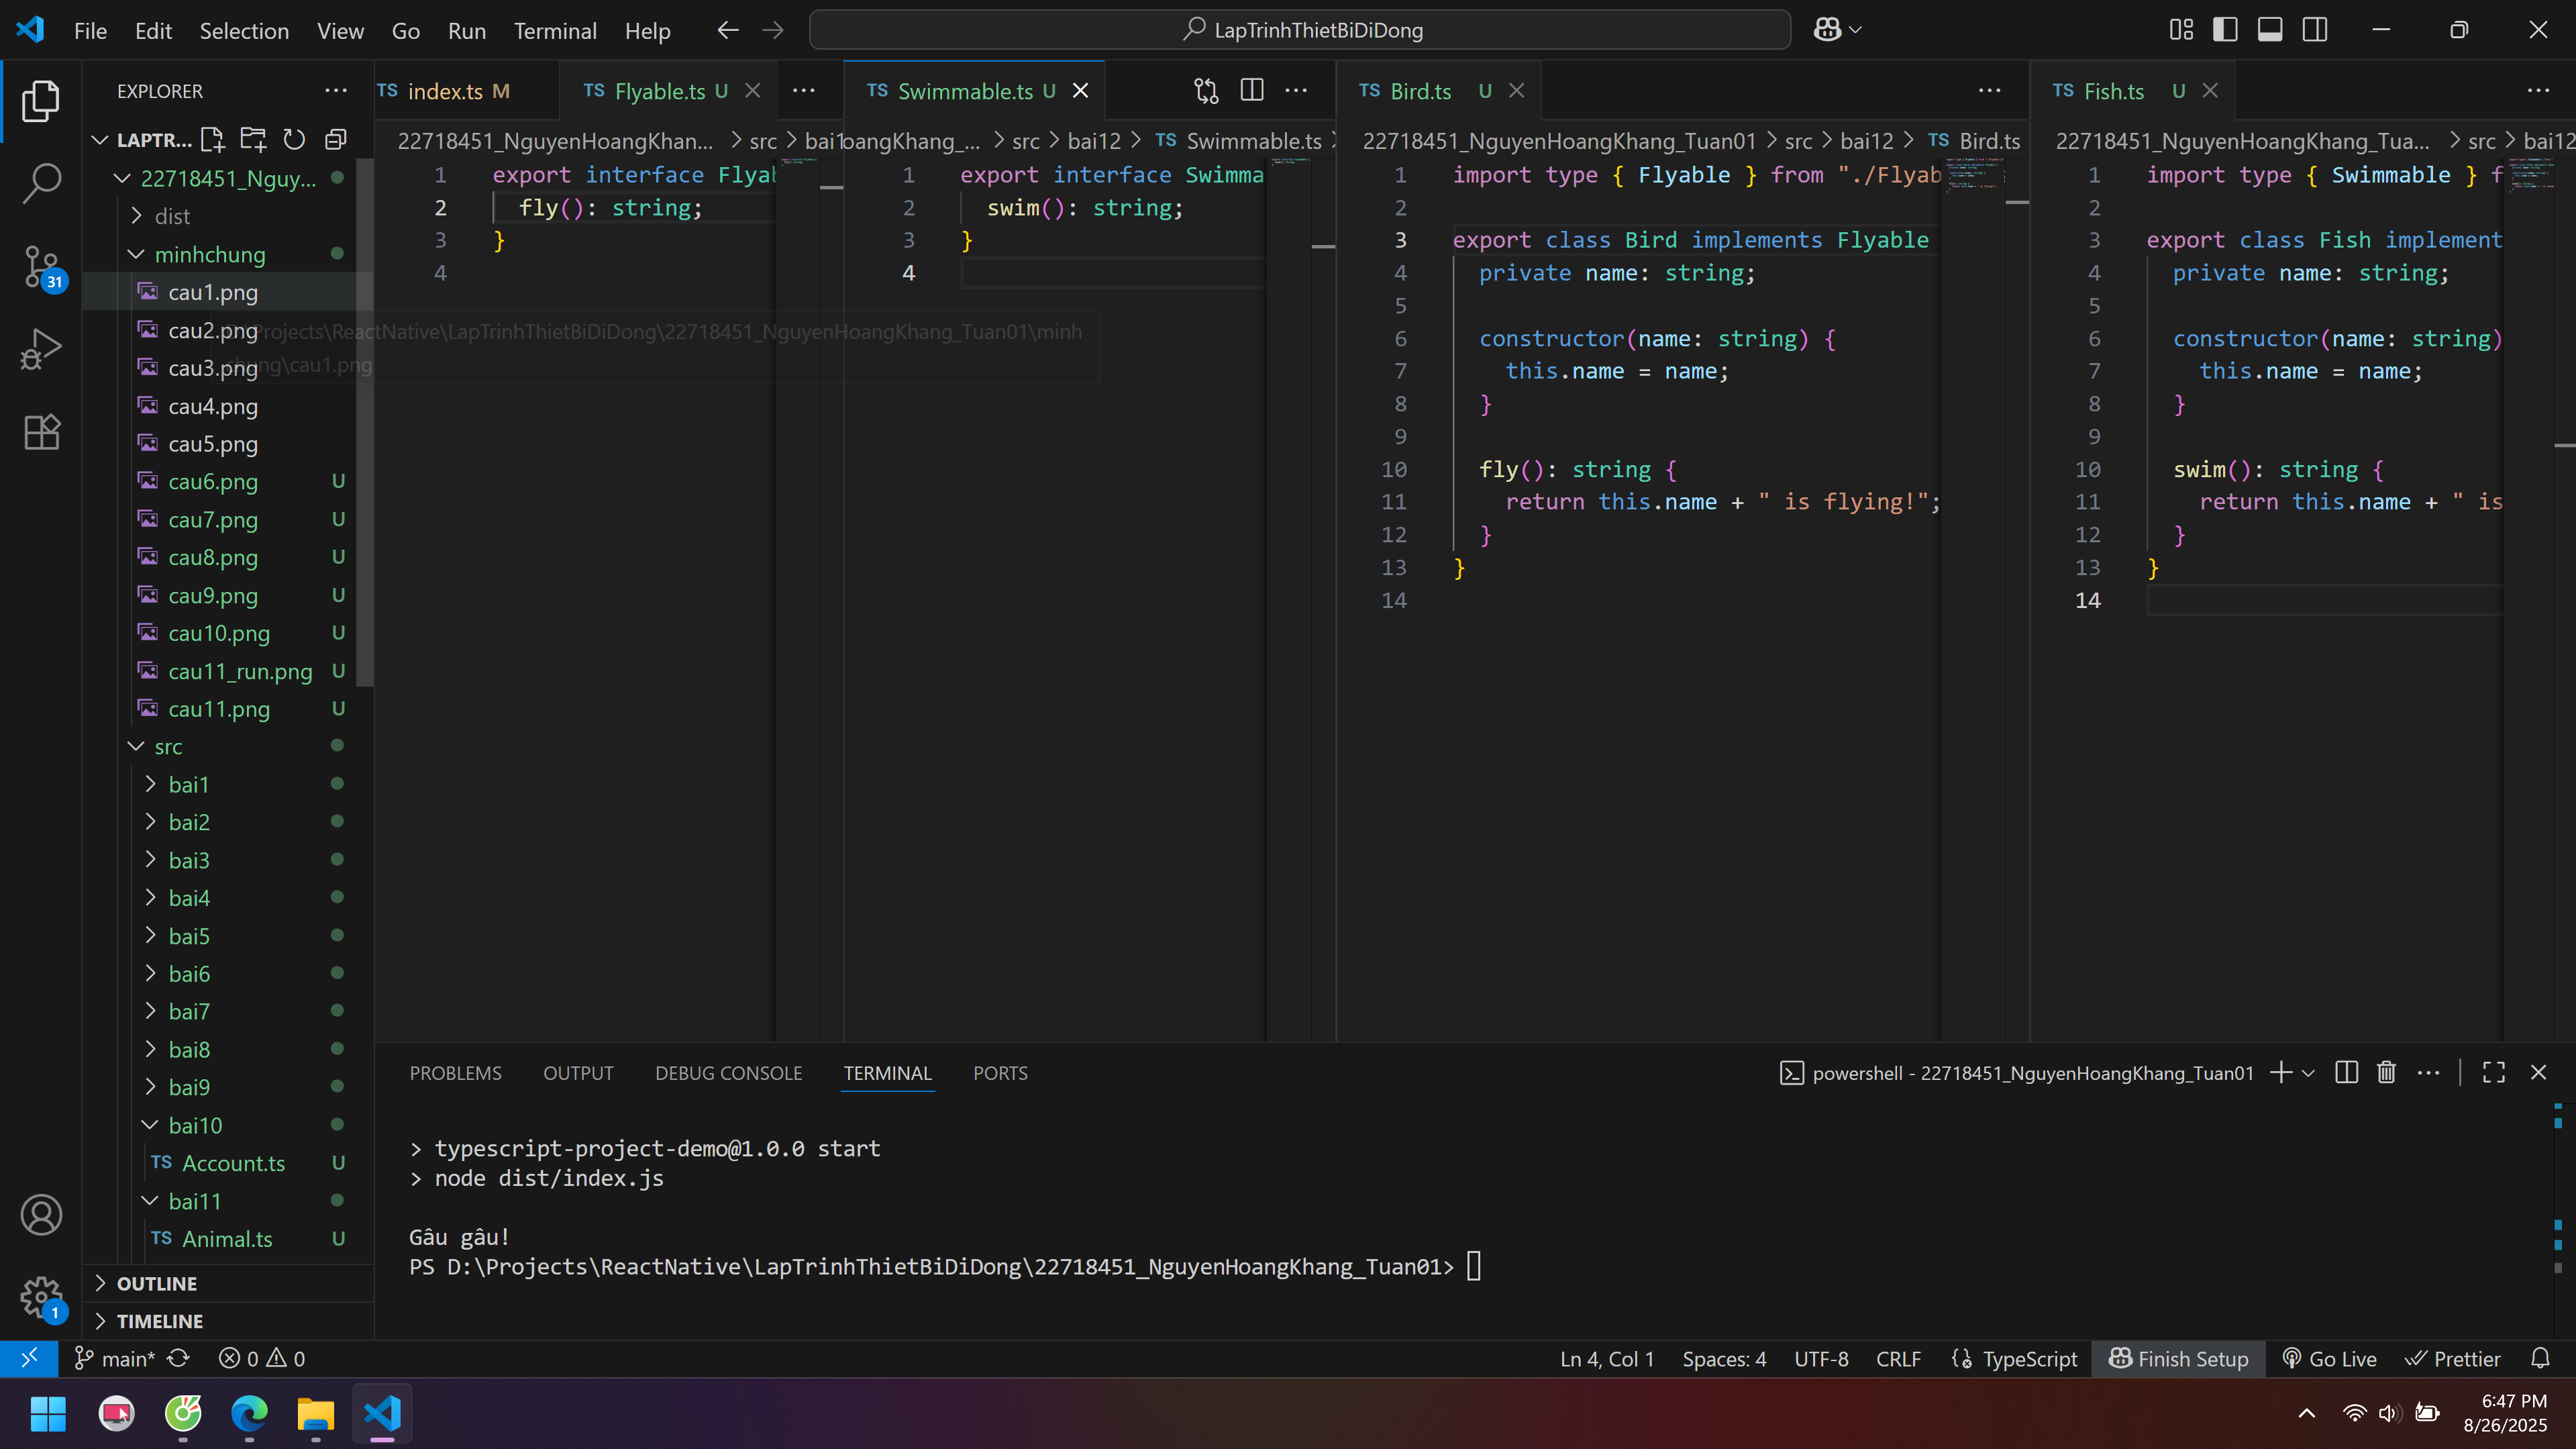 File Edit Selection View Go Run Terminal Help
LapTrinhThietBiDiDong
EXPLORER
LAPTR...
22718451_Nguy...
dist
minhchung
cau1.png
cau2.png
cau3.png
cau4.png
cau5.png
cau6.png U
cau7.png U
cau8.png U
cau9.png U
cau10.png U
cau11_run.png U
cau11.png U
src
bai1
bai2
bai3
bai4
bai5
bai6
bai7
bai8
bai9
bai10
TS Account.ts U
bai11
TS Animal.ts U
OUTLINE
TIMELINE
31
1
D:\Projects\ReactNative\LapTrinhThietBiDiDong\22718451_NguyenHoangKhang_Tuan01\minh
chung\cau1.png
TS index.ts M TS Flyable.ts U
22718451_NguyenHoangKhan... > src > bai1
1 export interface Flyab
2 fly(): string;
3 }
4
TS Swimmable.ts U
oangKhang_... > src > bai12 > TS Swimmable.ts >
1 export interface Swimma
2 swim(): string;
3 }
4
TS Bird.ts U
22718451_NguyenHoangKhang_Tuan01 > src > bai12 > TS Bird.ts
1 import type { Flyable } from "./Flyab
2
3 export class Bird implements Flyable
4 private name: string;
5
6 constructor(name: string) {
7 this.name = name;
8 }
9
10 fly(): string {
11 return this.name + " is flying!";
12 }
13 }
14
TS Fish.ts U
22718451_NguyenHoangKhang_Tua... > src > bai12
1 import type { Swimmable } f
2
3 export class Fish implement
4 private name: string;
5
6 constructor(name: string)
7 this.name = name;
8 }
9
10 swim(): string {
11 return this.name + " is
12 }
13 }
14
PROBLEMS OUTPUT DEBUG CONSOLE TERMINAL PORTS
powershell - 22718451_NguyenHoangKhang_Tuan01
> typescript-project-demo@1.0.0 start
> node dist/index.js
Gâu gâu!
PS D:\Projects\ReactNative\LapTrinhThietBiDiDong\22718451_NguyenHoangKhang_Tuan01>
main* 0 0
Ln 4, Col 1 Spaces: 4 UTF-8 CRLF TypeScript Finish Setup Go Live Prettier
6:47 PM
8/26/2025